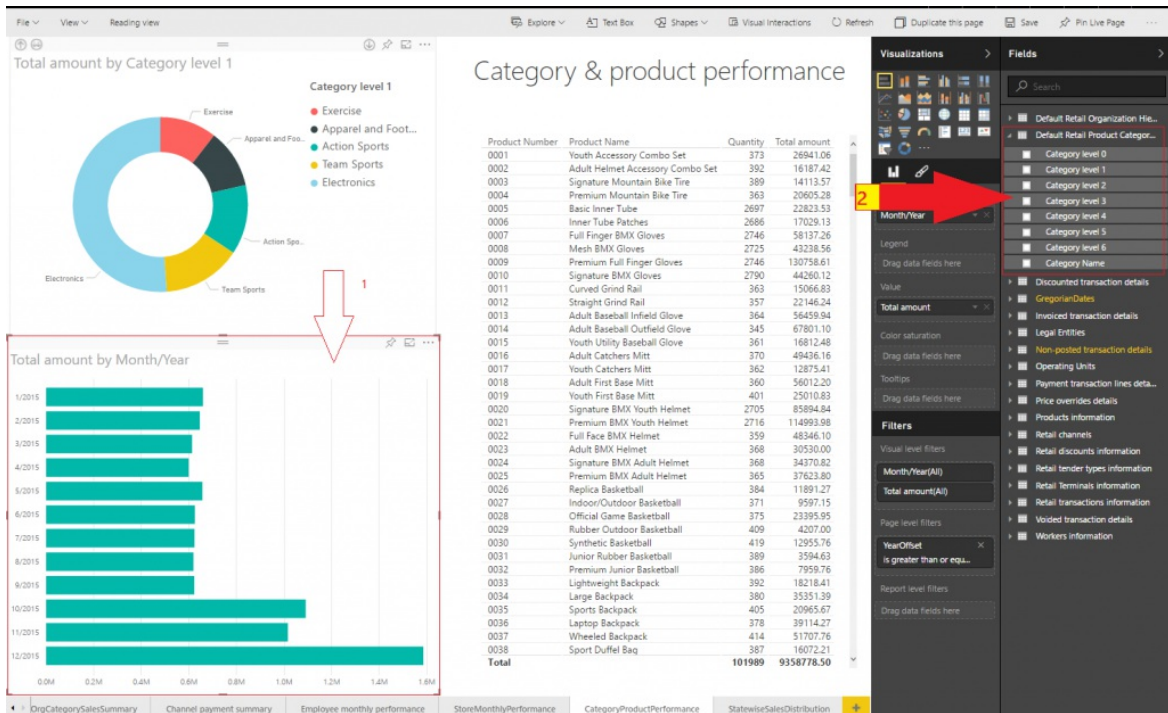 File View Reading view Explore Text Box Shapes Visual interactions Refresh Duplicate this page Save Pin Live Page
Total amount by Category level 1
Category level 1
Exercise
Apparel and Foot...
Action Sports
Team Sports
Electronics
Exercise
Apparel and Foo...
Action Spo...
Team Sports
Electronics
1
Total amount by Month/Year
1/2015
2/2015
3/2015
4/2015
5/2015
6/2015
7/2015
8/2015
9/2015
10/2015
11/2015
12/2015
0.0M 0.2M 0.4M 0.6M 0.8M 1.0M 1.2M 1.4M 1.6M
Category & product performance
Product Number Product Name Quantity Total amount
0001 Youth Accessory Combo Set 373 26941.06
0002 Adult Helmet Accessory Combo Set 392 16187.42
0003 Signature Mountain Bike Tire 389 14113.57
0004 Premium Mountain Bike Tire 363 20605.28
0005 Basic Inner Tube 2697 22823.53
0006 Inner Tube Patches 2686 17029.13
0007 Full Finger BMX Gloves 2746 58137.26
0008 Mesh BMX Gloves 2725 43238.56
0009 Premium Full Finger Gloves 2746 130758.61
0010 Signature BMX Gloves 2790 44260.12
0011 Curved Grind Rail 363 15066.83
0012 Straight Grind Rail 357 22146.24
0013 Adult Baseball Infield Glove 364 56459.94
0014 Adult Baseball Outfield Glove 345 67801.10
0015 Youth Utility Baseball Glove 361 16812.48
0016 Adult Catchers Mitt 370 49436.16
0017 Youth Catchers Mitt 362 12875.41
0018 Adult First Base Mitt 360 56012.20
0019 Youth First Base Mitt 401 25010.83
0020 Signature BMX Youth Helmet 2705 85894.84
0021 Premium BMX Youth Helmet 2716 114993.98
0022 Full Face BMX Helmet 359 48346.10
0023 Adult BMX Helmet 368 30530.00
0024 Signature BMX Adult Helmet 368 34370.82
0025 Premium BMX Adult Helmet 365 37623.80
0026 Replica Basketball 384 11891.27
0027 Indoor/Outdoor Basketball 371 9597.15
0028 Official Game Basketball 375 23395.95
0029 Rubber Outdoor Basketball 409 4207.00
0030 Synthetic Basketball 419 12955.76
0031 Junior Rubber Basketball 389 3594.63
0032 Premium Junior Basketball 386 7959.76
0033 Lightweight Backpack 392 18218.41
0034 Large Backpack 380 35351.39
0035 Sports Backpack 405 20965.67
0036 Laptop Backpack 378 39114.27
0037 Wheeled Backpack 414 51707.76
0038 Sport Duffel Bag 387 16072.21
Total 101989 9358778.50
Visualizations
2
Month/Year
Legend
Drag data fields here
Value
Total amount
Color saturation
Drag data fields here
Tooltips
Drag data fields here
Filters
Visual level filters
Month/Year(All)
Total amount(All)
Page level filters
YearOffset
is greater than or equ...
Report level filters
Drag data fields here
Fields
Search
Default Retail Organization Hie...
Default Retail Product Categor...
Category level 0
Category level 1
Category level 2
Category level 3
Category level 4
Category level 5
Category level 6
Category Name
Discounted transaction details
GregorianDates
Invoiced transaction details
Legal Entities
Non-posted transaction details
Operating Units
Payment transaction lines deta...
Price overrides details
Products information
Retail channels
Retail discounts information
Retail tender types information
Retail Terminals information
Retail transactions information
Voided transaction details
Workers information
OrgCategorySalesSummary Channel payment summary Employee monthly performance StoreMonthlyPerformance CategoryProductPerformance StatewiseSalesDistribution